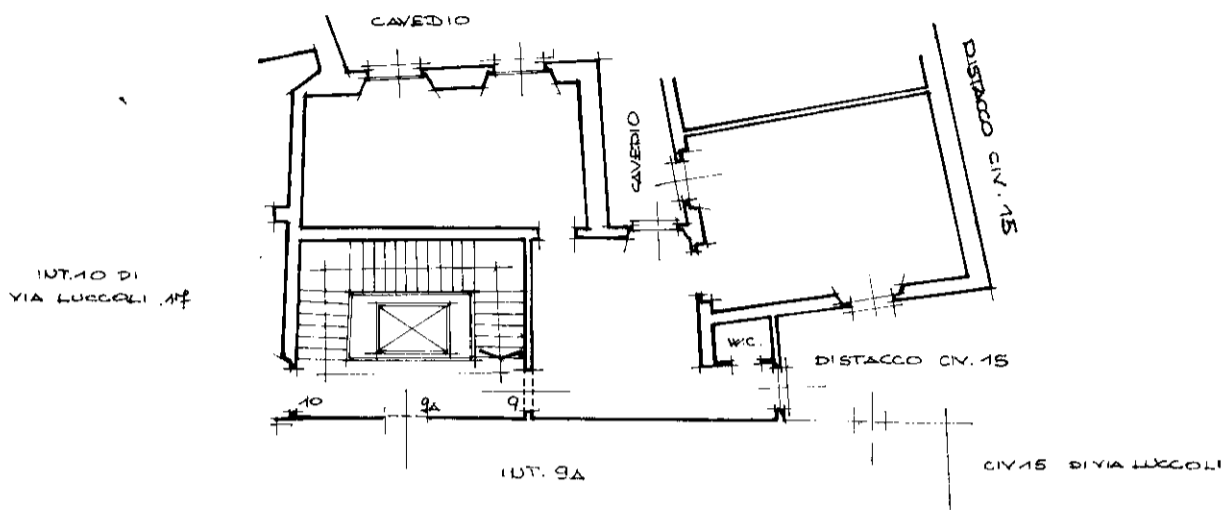 CAVEDIO
CAVEDIO
DISTACCO CIV. 15
INT. 10 DI
VIA LUCCOLI 17
W.C.
DISTACCO CIV. 15
10
9A
9
INT. 9A
CIV. 15 DI VIA LUCCOLI